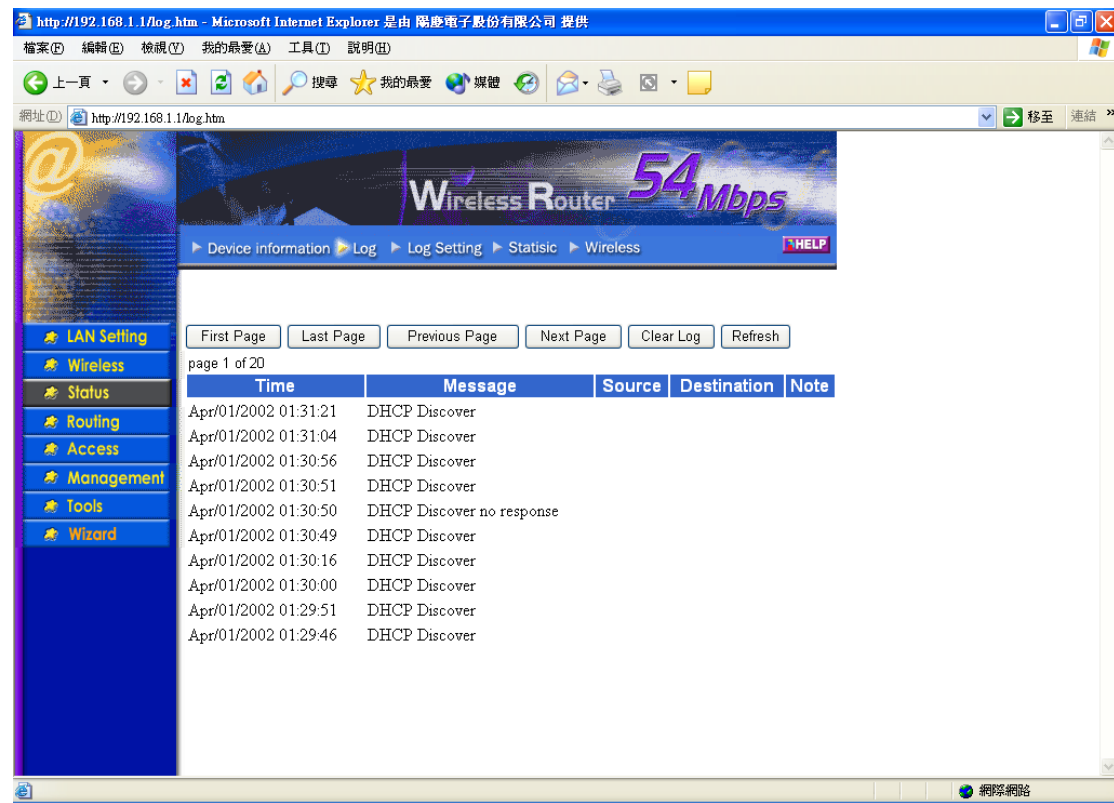 http://192.168.1.1/log.htm - Microsoft Internet Explorer 是由 陽慶電子股份有限公司 提供
檔案(F) 編輯(E) 檢視(V) 我的最愛(A) 工具(T) 說明(H)
上一頁 搜尋 我的最愛 媒體
網址(D) http://192.168.1.1/log.htm 移至 連結 »
@
Wireless Router 54 Mbps
Device information Log Log Setting Statisic Wireless HELP
LAN Setting
Wireless
Status
Routing
Access
Management
Tools
Wizard
First Page Last Page Previous Page Next Page Clear Log Refresh
page 1 of 20
Time Message Source Destination Note
Apr/01/2002 01:31:21 DHCP Discover
Apr/01/2002 01:31:04 DHCP Discover
Apr/01/2002 01:30:56 DHCP Discover
Apr/01/2002 01:30:51 DHCP Discover
Apr/01/2002 01:30:50 DHCP Discover no response
Apr/01/2002 01:30:49 DHCP Discover
Apr/01/2002 01:30:16 DHCP Discover
Apr/01/2002 01:30:00 DHCP Discover
Apr/01/2002 01:29:51 DHCP Discover
Apr/01/2002 01:29:46 DHCP Discover
網際網路